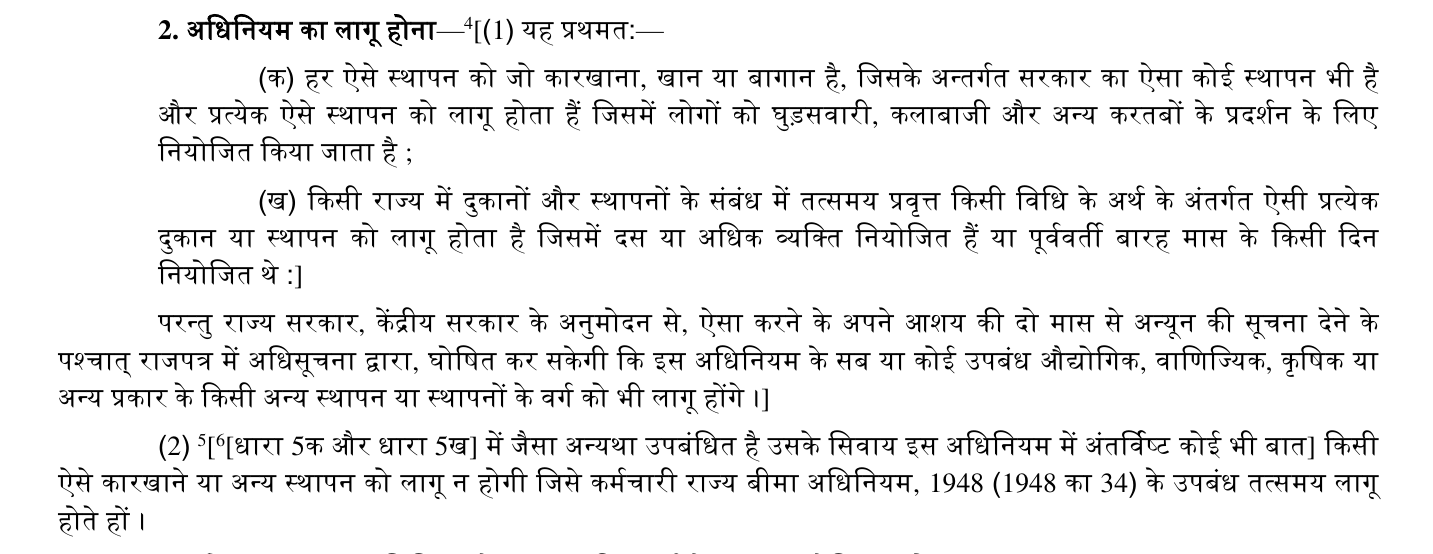 2. अधिनियम का लागू होना—4[(1) यह प्रथमत:—
(क) हर ऐसे स्थापन को जो कारखाना, खान या बागान है, जिसके अन्तर्गत सरकार का ऐसा कोई स्थापन भी है
और प्रत्येक ऐसे स्थापन को लागू होता हैं जिसमें लोगों को घुड़सवारी, कलाबाजी और अन्य करतबों के प्रदर्शन के लिए
नियोजित किया जाता है ;
(ख) किसी राज्य में दुकानों और स्थापनों के संबंध में तत्समय प्रवृत्त किसी विधि के अर्थ के अंतर्गत ऐसी प्रत्येक
दुकान या स्थापन को लागू होता है जिसमें दस या अधिक व्यक्ति नियोजित हैं या पूर्ववर्ती बारह मास के किसी दिन
नियोजित थे :]
परन्तु राज्य सरकार, केंद्रीय सरकार के अनुमोदन से, ऐसा करने के अपने आशय की दो मास से अन्यून की सूचना देने के
पश्चात् राजपत्र में अधिसूचना द्वारा, घोषित कर सकेगी कि इस अधिनियम के सब या कोई उपबंध औद्योगिक, वाणिज्यिक, कृषिक या
अन्य प्रकार के किसी अन्य स्थापन या स्थापनों के वर्ग को भी लागू होंगे ।]
(2) 5[6[धारा 5क और धारा 5ख] में जैसा अन्यथा उपबंधित है उसके सिवाय इस अधिनियम में अंतर्विष्ट कोई भी बात] किसी
ऐसे कारखाने या अन्य स्थापन को लागू न होगी जिसे कर्मचारी राज्य बीमा अधिनियम, 1948 (1948 का 34) के उपबंध तत्समय लागू
होते हों ।